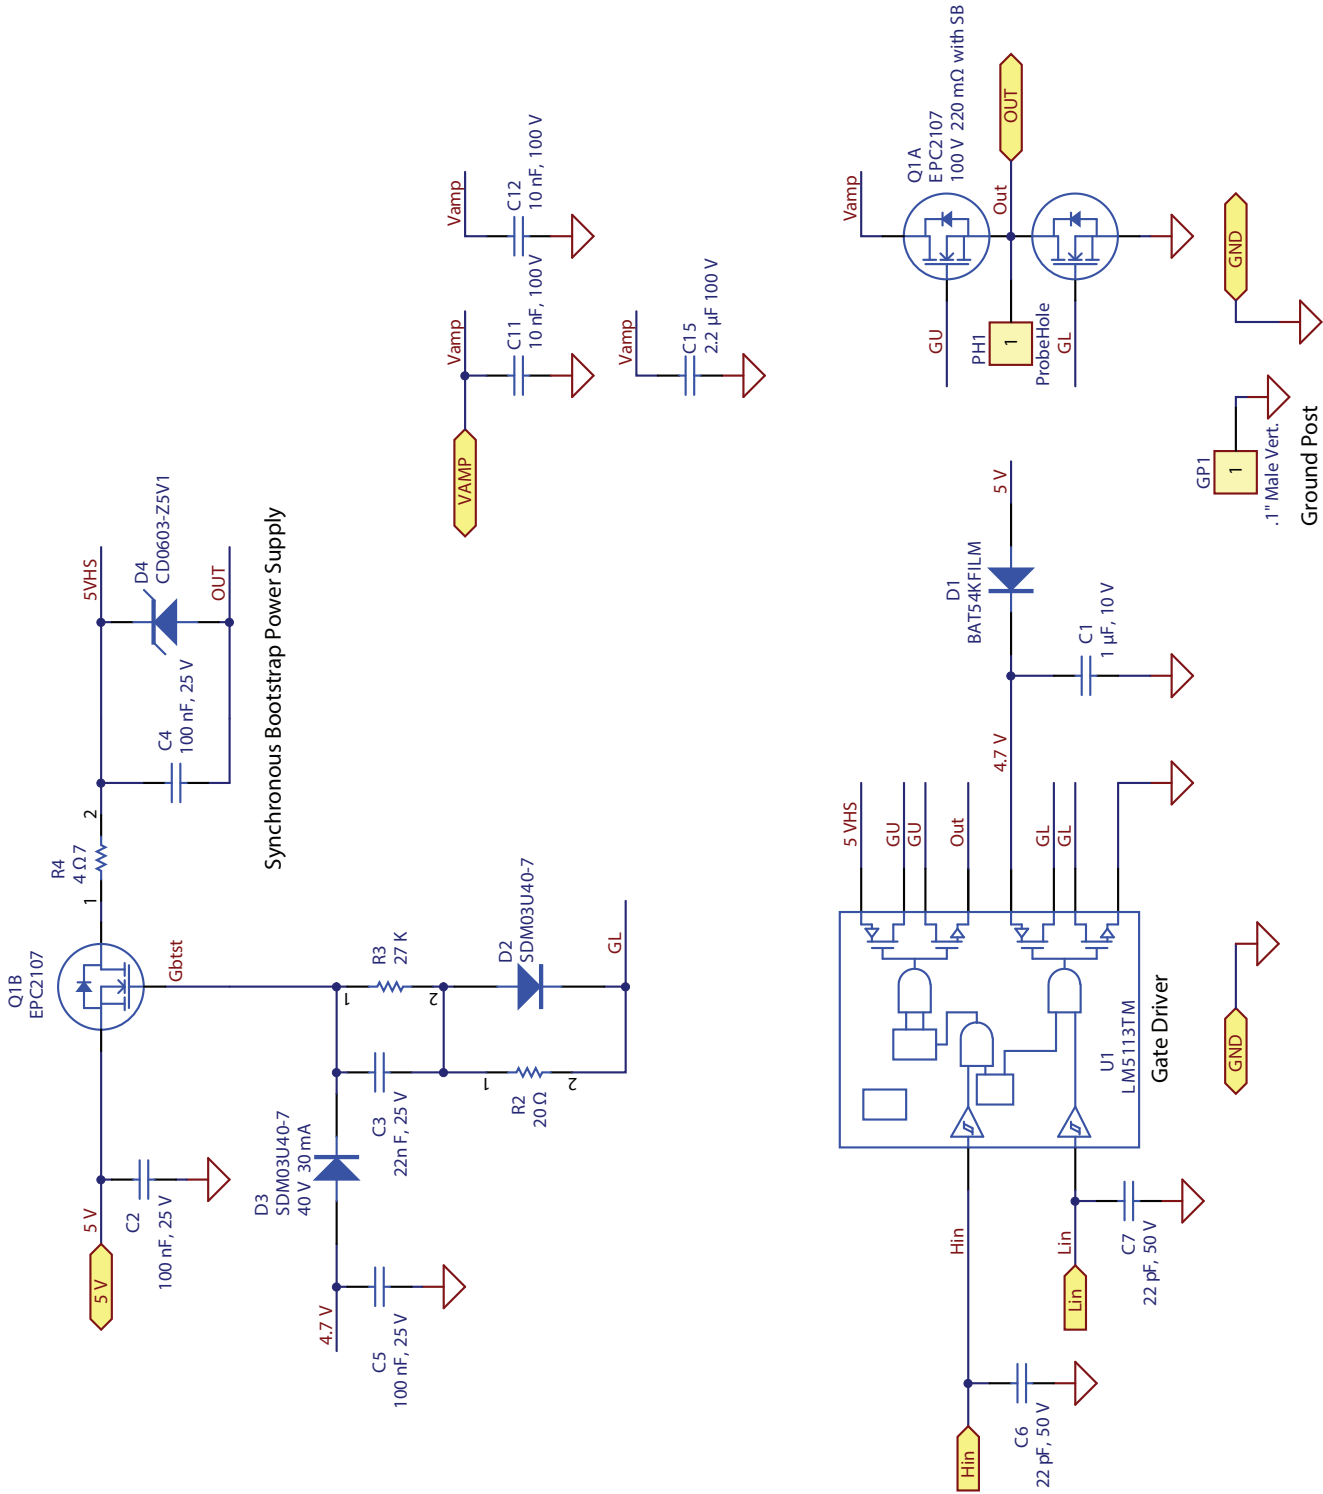 5 V
5 V
C2
100 nF, 25 V
Q1B
EPC2107
Gbtst
1
R4
4 Ω 7
2
C4
100 nF, 25 V
5VHS
D4
CD0603-Z5V1
OUT
Synchronous Bootstrap Power Supply
4.7 V
C5
100 nF, 25 V
D3
SDM03U40-7
40 V 30 mA
C3
22n F, 25 V
1
R3
27 K
2
1
R2
20 Ω
2
D2
SDM03U40-7
GL
VAMP
Vamp
C11
10 nF, 100 V
Vamp
C12
10 nF, 100 V
Vamp
C15
2.2 µF 100 V
Hin
Hin
C6
22 pF, 50 V
Lin
Lin
C7
22 pF, 50 V
U1
LM5113TM
Gate Driver
5 VHS
GU
GU
Out
4.7 V
GL
GL
D1
BAT54KFILM
5 V
C1
1 µF, 10 V
GND
Vamp
Q1A
EPC2107
100 V 220 mΩ with SB
GU
PH1
1
ProbeHole
GL
Out
OUT
GP1
1
.1" Male Vert.
Ground Post
GND